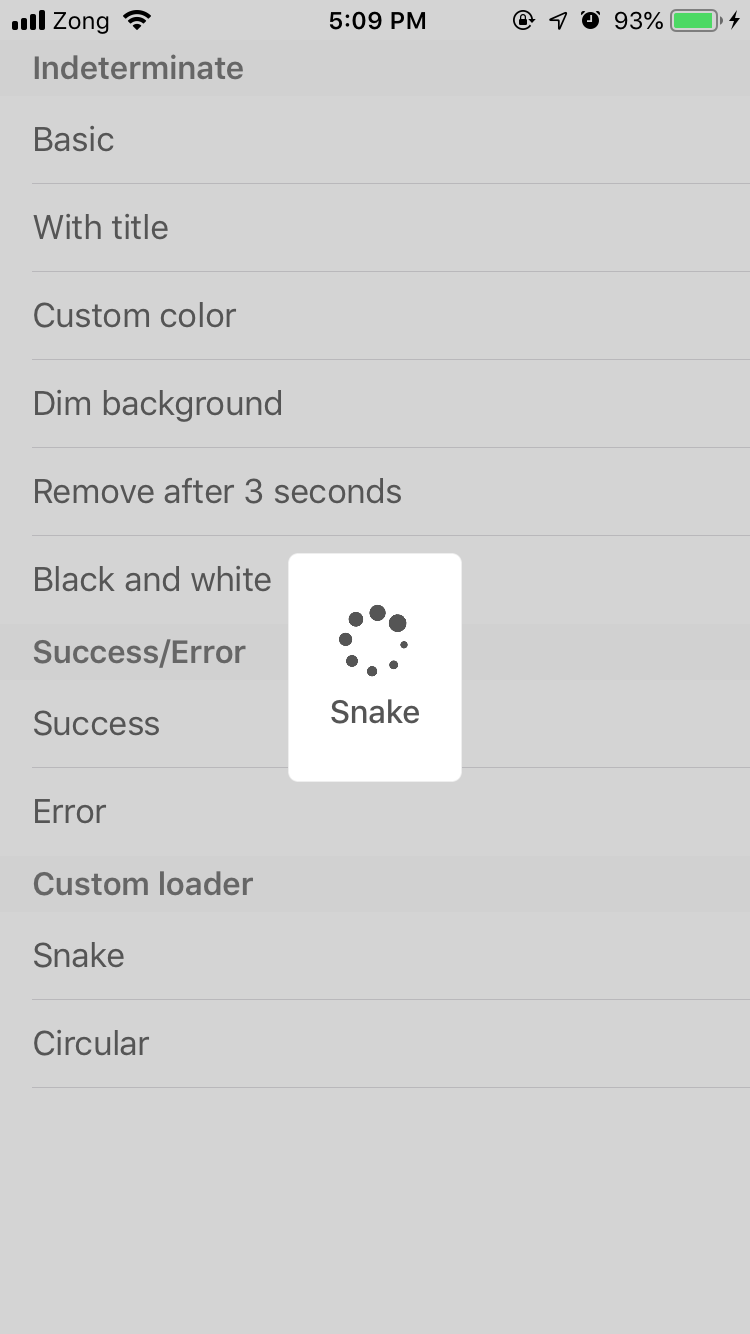 Zong 5:09 PM 93%
Indeterminate
Basic
With title
Custom color
Dim background
Remove after 3 seconds
Black and white
Success/Error
Snake
Success
Error
Custom loader
Snake
Circular